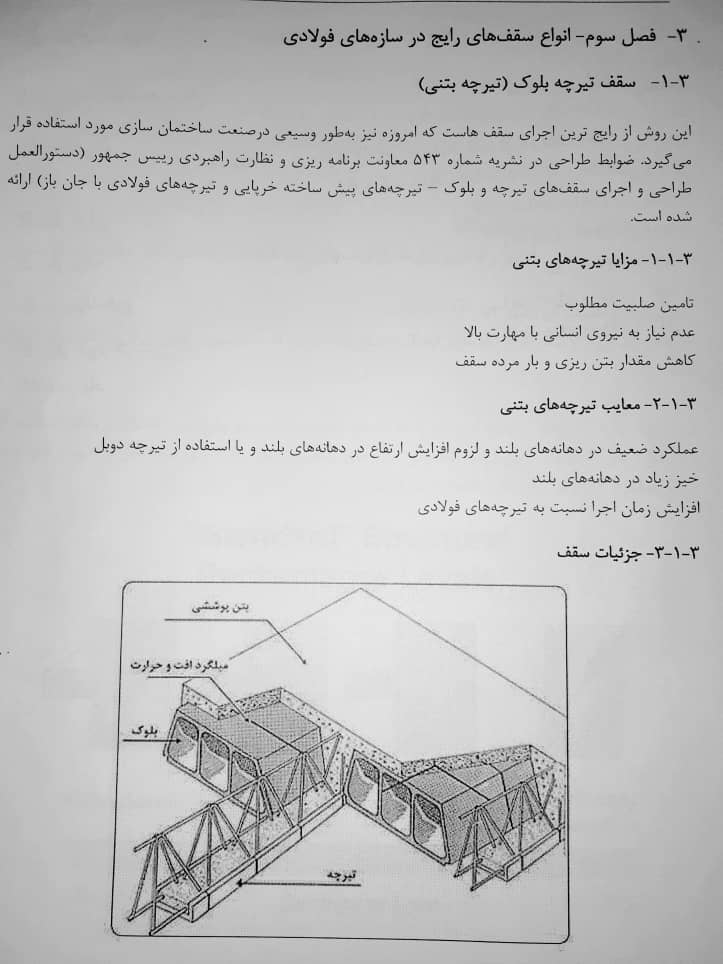 ۳- فصل سوم- انواع سقف‌های رایج در سازه‌های فولادی
۳-۱- سقف تیرچه بلوک (تیرچه بتنی)
این روش از رایج ترین اجرای سقف هاست که امروزه نیز به‌طور وسیعی درصنعت ساختمان سازی مورد استفاده قرار
می‌گیرد. ضوابط طراحی در نشریه شماره ۵۴۳ معاونت برنامه ریزی و نظارت راهبردی رییس جمهور (دستورالعمل
طراحی و اجرای سقف‌های تیرچه و بلوک – تیرچه‌های پیش ساخته خرپایی و تیرچه‌های فولادی با جان باز) ارائه
شده است.
۳-۱-۱- مزایا تیرچه‌های بتنی
تامین صلبیت مطلوب
عدم نیاز به نیروی انسانی با مهارت بالا
کاهش مقدار بتن ریزی و بار مرده سقف
۳-۱-۲- معایب تیرچه‌های بتنی
عملکرد ضعیف در دهانه‌های بلند و لزوم افزایش ارتفاع در دهانه‌های بلند و یا استفاده از تیرچه دوبل
خیز زیاد در دهانه‌های بلند
افزایش زمان اجرا نسبت به تیرچه‌های فولادی
۳-۱-۳- جزئیات سقف
بتن پوششی
میلگرد افت و حرارت
بلوک
تیرچه